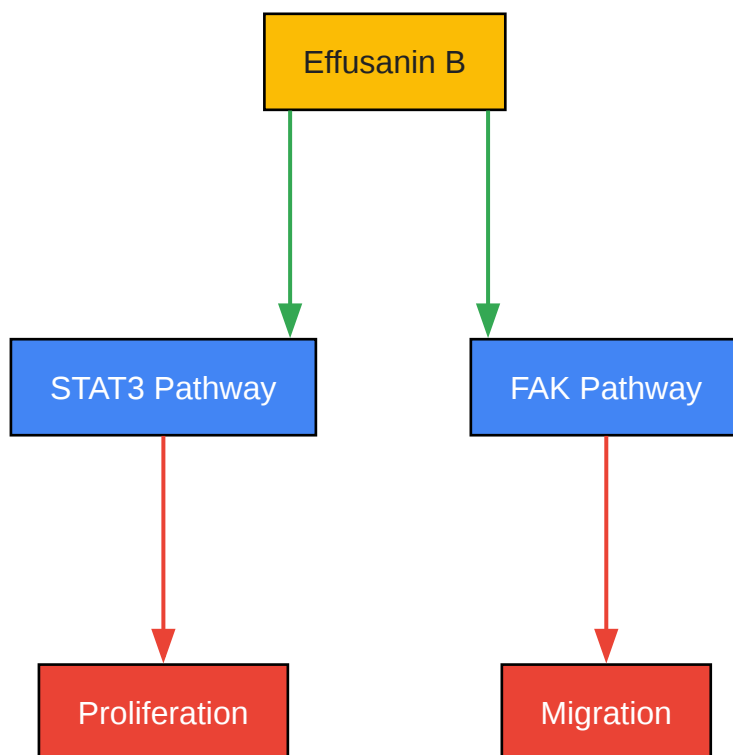 Effusanin B
STAT3 Pathway
FAK Pathway
Proliferation
Migration